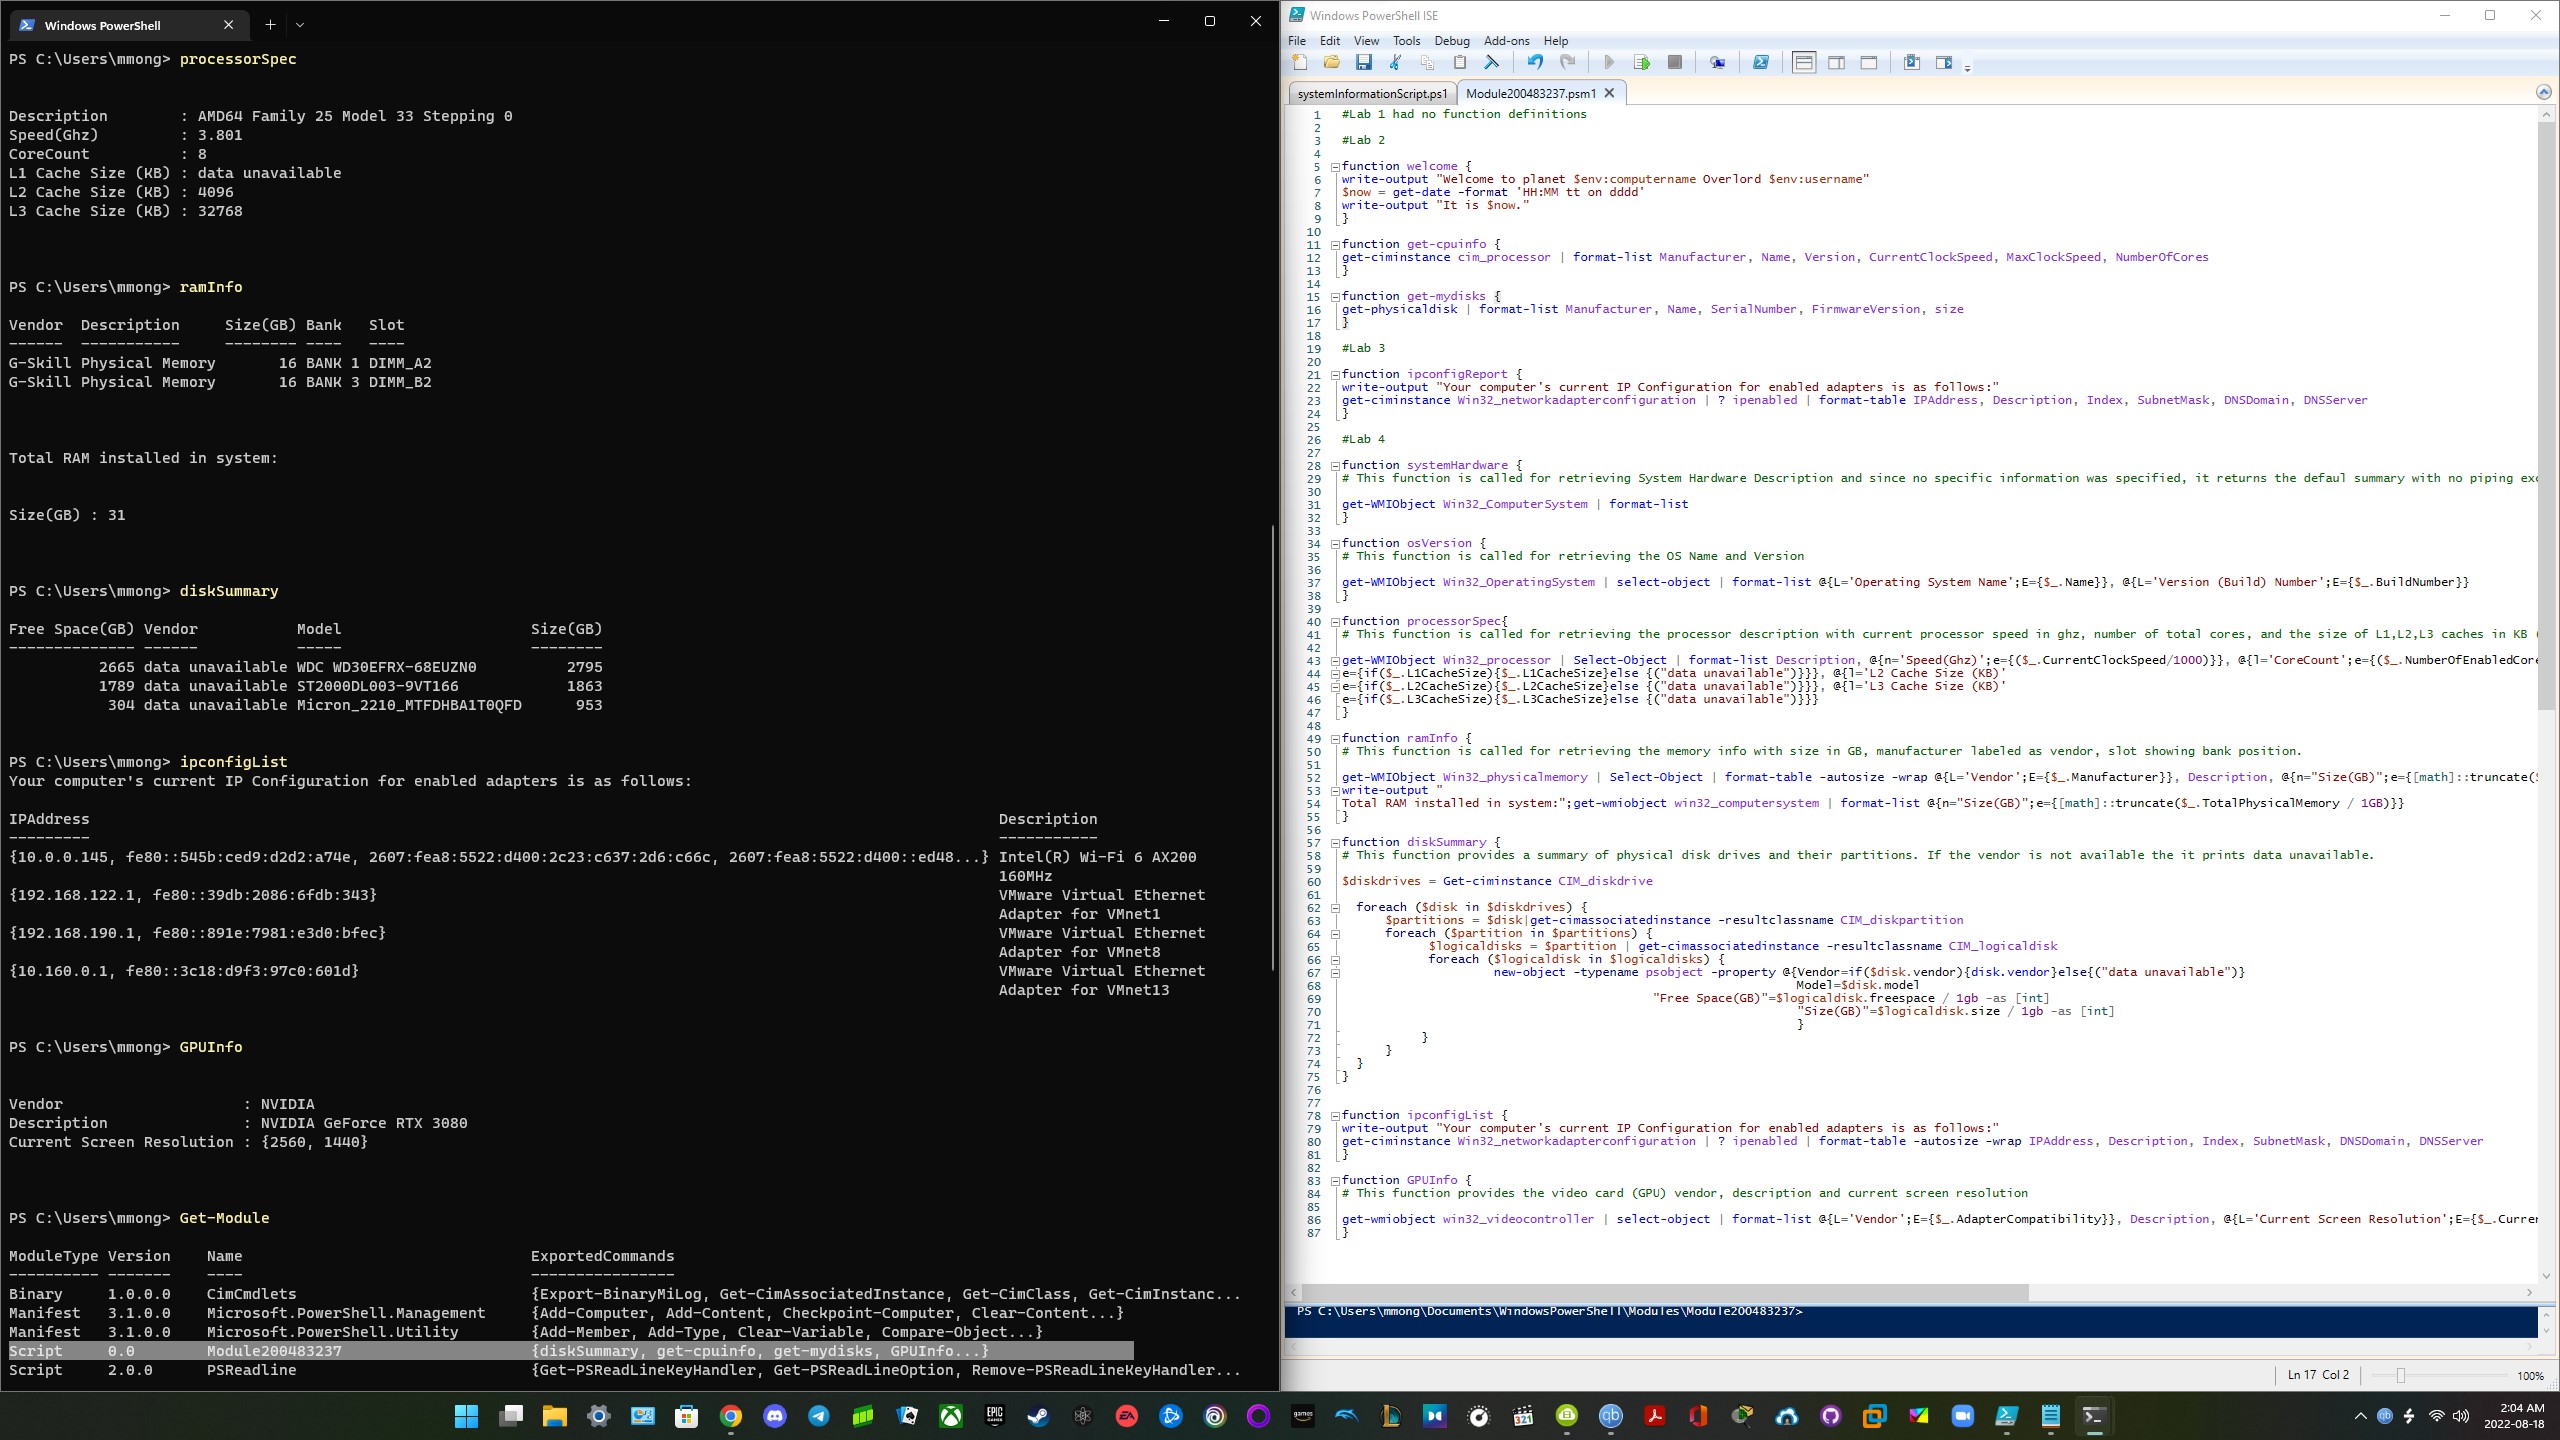 Windows PowerShell
PS C:\Users\mmong> processorSpec
Description : AMD64 Family 25 Model 33 Stepping 0
Speed(Ghz) : 3.801
CoreCount : 8
L1 Cache Size (KB) : data unavailable
L2 Cache Size (KB) : 4096
L3 Cache Size (KB) : 32768
PS C:\Users\mmong> ramInfo
Vendor Description Size(GB) Bank Slot
------ ----------- -------- ---- ----
G-Skill Physical Memory 16 BANK 1 DIMM_A2
G-Skill Physical Memory 16 BANK 3 DIMM_B2
Total RAM installed in system:
Size(GB) : 31
PS C:\Users\mmong> diskSummary
Free Space(GB) Vendor Model Size(GB)
-------------- ------ ----- --------
2665 data unavailable WDC WD30EFRX-68EUZN0 2795
1789 data unavailable ST2000DL003-9VT166 1863
304 data unavailable Micron_2210_MTFDHBA1T0QFD 953
PS C:\Users\mmong> ipconfigList
Your computer's current IP Configuration for enabled adapters is as follows:
IPAddress Description
--------- -----------
{10.0.0.145, fe80::545b:ced9:d2d2:a74e, 2607:fea8:5522:d400:2c23:c637:2d6:c66c, 2607:fea8:5522:d400::ed48...} Intel(R) Wi-Fi 6 AX200
160MHz
{192.168.122.1, fe80::39db:2086:6fdb:343} VMware Virtual Ethernet
Adapter for VMnet1
{192.168.190.1, fe80::891e:7981:e3d0:bfec} VMware Virtual Ethernet
Adapter for VMnet8
{10.160.0.1, fe80::3c18:d9f3:97c0:601d} VMware Virtual Ethernet
Adapter for VMnet13
PS C:\Users\mmong> GPUInfo
Vendor : NVIDIA
Description : NVIDIA GeForce RTX 3080
Current Screen Resolution : {2560, 1440}
PS C:\Users\mmong> Get-Module
ModuleType Version Name ExportedCommands
---------- ------- ---- ----------------
Binary 1.0.0.0 CimCmdlets {Export-BinaryMiLog, Get-CimAssociatedInstance, Get-CimClass, Get-CimInstanc...
Manifest 3.1.0.0 Microsoft.PowerShell.Management {Add-Computer, Add-Content, Checkpoint-Computer, Clear-Content...}
Manifest 3.1.0.0 Microsoft.PowerShell.Utility {Add-Member, Add-Type, Clear-Variable, Compare-Object...}
Script 0.0 Module200483237 {diskSummary, get-cpuinfo, get-mydisks, GPUInfo...}
Script 2.0.0 PSReadline {Get-PSReadLineKeyHandler, Get-PSReadLineOption, Remove-PSReadLineKeyHandler...
Windows PowerShell ISE
File Edit View Tools Debug Add-ons Help
systemInformationScript.ps1 Module200483237.psm1
1 #Lab 1 had no function definitions
2
3 #Lab 2
4
5 function welcome {
6 write-output "Welcome to planet $env:computername Overlord $env:username"
7 $now = get-date -format 'HH:MM tt on dddd'
8 write-output "It is $now."
9 }
10
11 function get-cpuinfo {
12 get-ciminstance cim_processor | format-list Manufacturer, Name, Version, CurrentClockSpeed, MaxClockSpeed, NumberOfCores
13 }
14
15 function get-mydisks {
16 get-physicaldisk | format-list Manufacturer, Name, SerialNumber, FirmwareVersion, size
17 }
18
19 #Lab 3
20
21 function ipconfigReport {
22 write-output "Your computer's current IP Configuration for enabled adapters is as follows:"
23 get-ciminstance Win32_networkadapterconfiguration | ? ipenabled | format-table IPAddress, Description, Index, SubnetMask, DNSDomain, DNSServer
24 }
25
26 #Lab 4
27
28 function systemHardware {
29 # This function is called for retrieving System Hardware Description and since no specific information was specified, it returns the defaul summary with no piping exc
30
31 get-WMIObject Win32_ComputerSystem | format-list
32 }
33
34 function osVersion {
35 # This function is called for retrieving the OS Name and Version
36
37 get-WMIObject Win32_OperatingSystem | select-object | format-list @{L='Operating System Name';E={$_.Name}}, @{L='Version (Build) Number';E={$_.BuildNumber}}
38 }
39
40 function processorSpec{
41 # This function is called for retrieving the processor description with current processor speed in ghz, number of total cores, and the size of L1,L2,L3 caches in KB (
42
43 get-WMIObject Win32_processor | Select-Object | format-list Description, @{n='Speed(Ghz)';e={($_.CurrentClockSpeed/1000)}}, @{l='CoreCount';e={($_.NumberOfEnabledCore
44 e={if($_.L1CacheSize){$_.L1CacheSize}else {("data unavailable")}}}, @{l='L2 Cache Size (KB)'
45 e={if($_.L2CacheSize){$_.L2CacheSize}else {("data unavailable")}}}, @{l='L3 Cache Size (KB)'
46 e={if($_.L3CacheSize){$_.L3CacheSize}else {("data unavailable")}}}
47 }
48
49 function ramInfo {
50 # This function is called for retrieving the memory info with size in GB, manufacturer labeled as vendor, slot showing bank position.
51
52 get-WMIObject Win32_physicalmemory | Select-Object | format-table -autosize -wrap @{L='Vendor';E={$_.Manufacturer}}, Description, @{n="Size(GB)";e={[math]::truncate($
53 write-output "
54 Total RAM installed in system:";get-wmiobject win32_computersystem | format-list @{n="Size(GB)";e={[math]::truncate($_.TotalPhysicalMemory / 1GB)}}
55 }
56
57 function diskSummary {
58 # This function provides a summary of physical disk drives and their partitions. If the vendor is not available the it prints data unavailable.
59
60 $diskdrives = Get-ciminstance CIM_diskdrive
61
62 foreach ($disk in $diskdrives) {
63 $partitions = $disk|get-cimassociatedinstance -resultclassname CIM_diskpartition
64 foreach ($partition in $partitions) {
65 $logicaldisks = $partition | get-cimassociatedinstance -resultclassname CIM_logicaldisk
66 foreach ($logicaldisk in $logicaldisks) {
67 new-object -typename psobject -property @{Vendor=if($disk.vendor){disk.vendor}else{("data unavailable")}
68 Model=$disk.model
69 "Free Space(GB)"=$logicaldisk.freespace / 1gb -as [int]
70 "Size(GB)"=$logicaldisk.size / 1gb -as [int]
71 }
72 }
73 }
74 }
75 }
76
77
78 function ipconfigList {
79 write-output "Your computer's current IP Configuration for enabled adapters is as follows:"
80 get-ciminstance Win32_networkadapterconfiguration | ? ipenabled | format-table -autosize -wrap IPAddress, Description, Index, SubnetMask, DNSDomain, DNSServer
81 }
82
83 function GPUInfo {
84 # This function provides the video card (GPU) vendor, description and current screen resolution
85
86 get-wmiobject win32_videocontroller | select-object | format-list @{L='Vendor';E={$_.AdapterCompatibility}}, Description, @{L='Current Screen Resolution';E={$_.Curren
87 }
PS C:\Users\mmong\Documents\WindowsPowerShell\Modules\Module200483237>
Ln 17 Col 2 100%
2:04 AM
2022-08-18